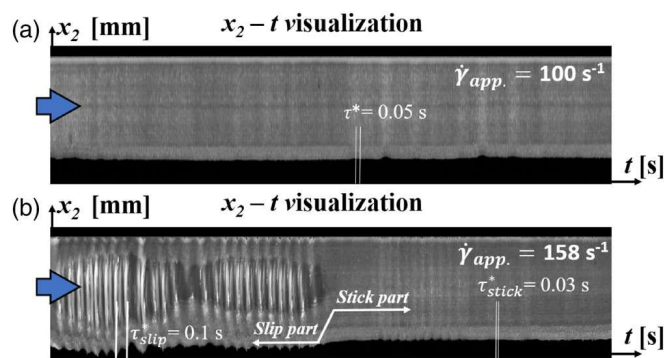 (a) x₂ [mm] x₂ – t visualization
γ̇app. = 100 s⁻¹
τ* = 0.05 s
t [s]
(b) x₂ [mm] x₂ – t visualization
γ̇app. = 158 s⁻¹
τ*stick = 0.03 s
Stick part
τslip = 0.1 s
Slip part
t [s]